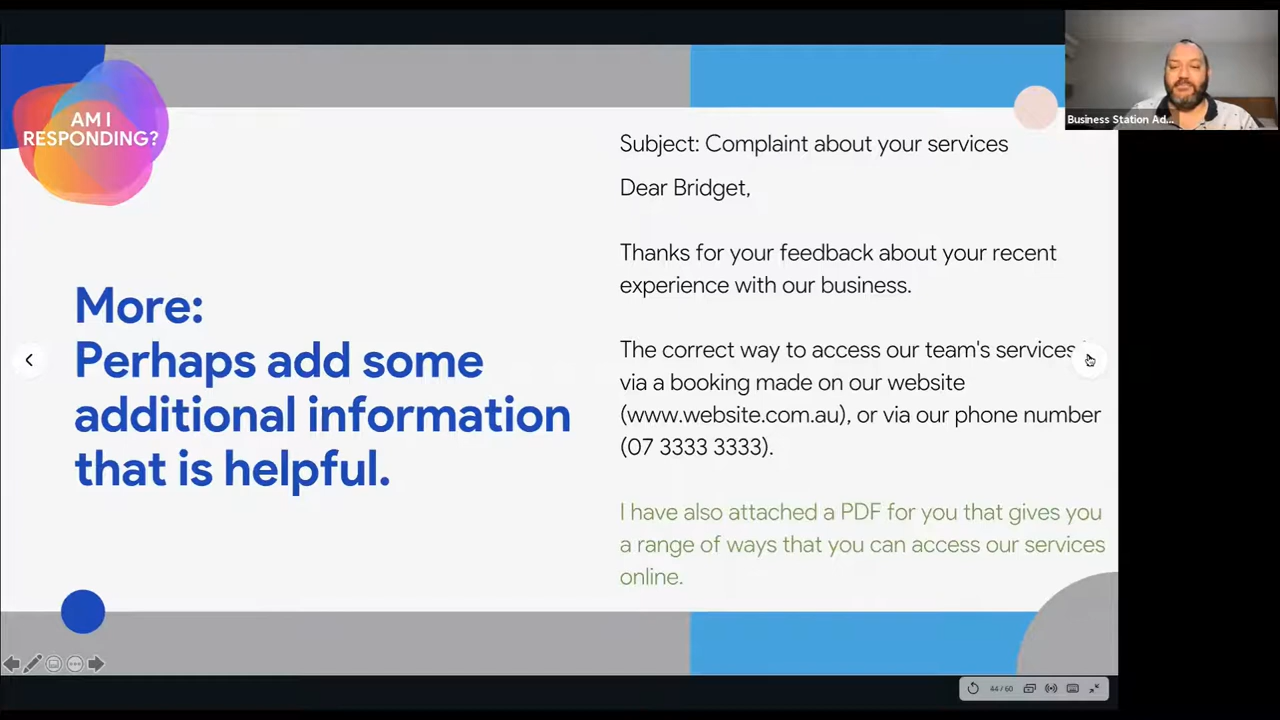 AM I
RESPONDING?
More:
Perhaps add some
additional information
that is helpful.
Subject: Complaint about your services
Dear Bridget,
Thanks for your feedback about your recent
experience with our business.
The correct way to access our team's services
via a booking made on our website
(www.website.com.au), or via our phone number
(07 3333 3333).
I have also attached a PDF for you that gives you
a range of ways that you can access our services
online.
Business Station Ad...
44 / 60